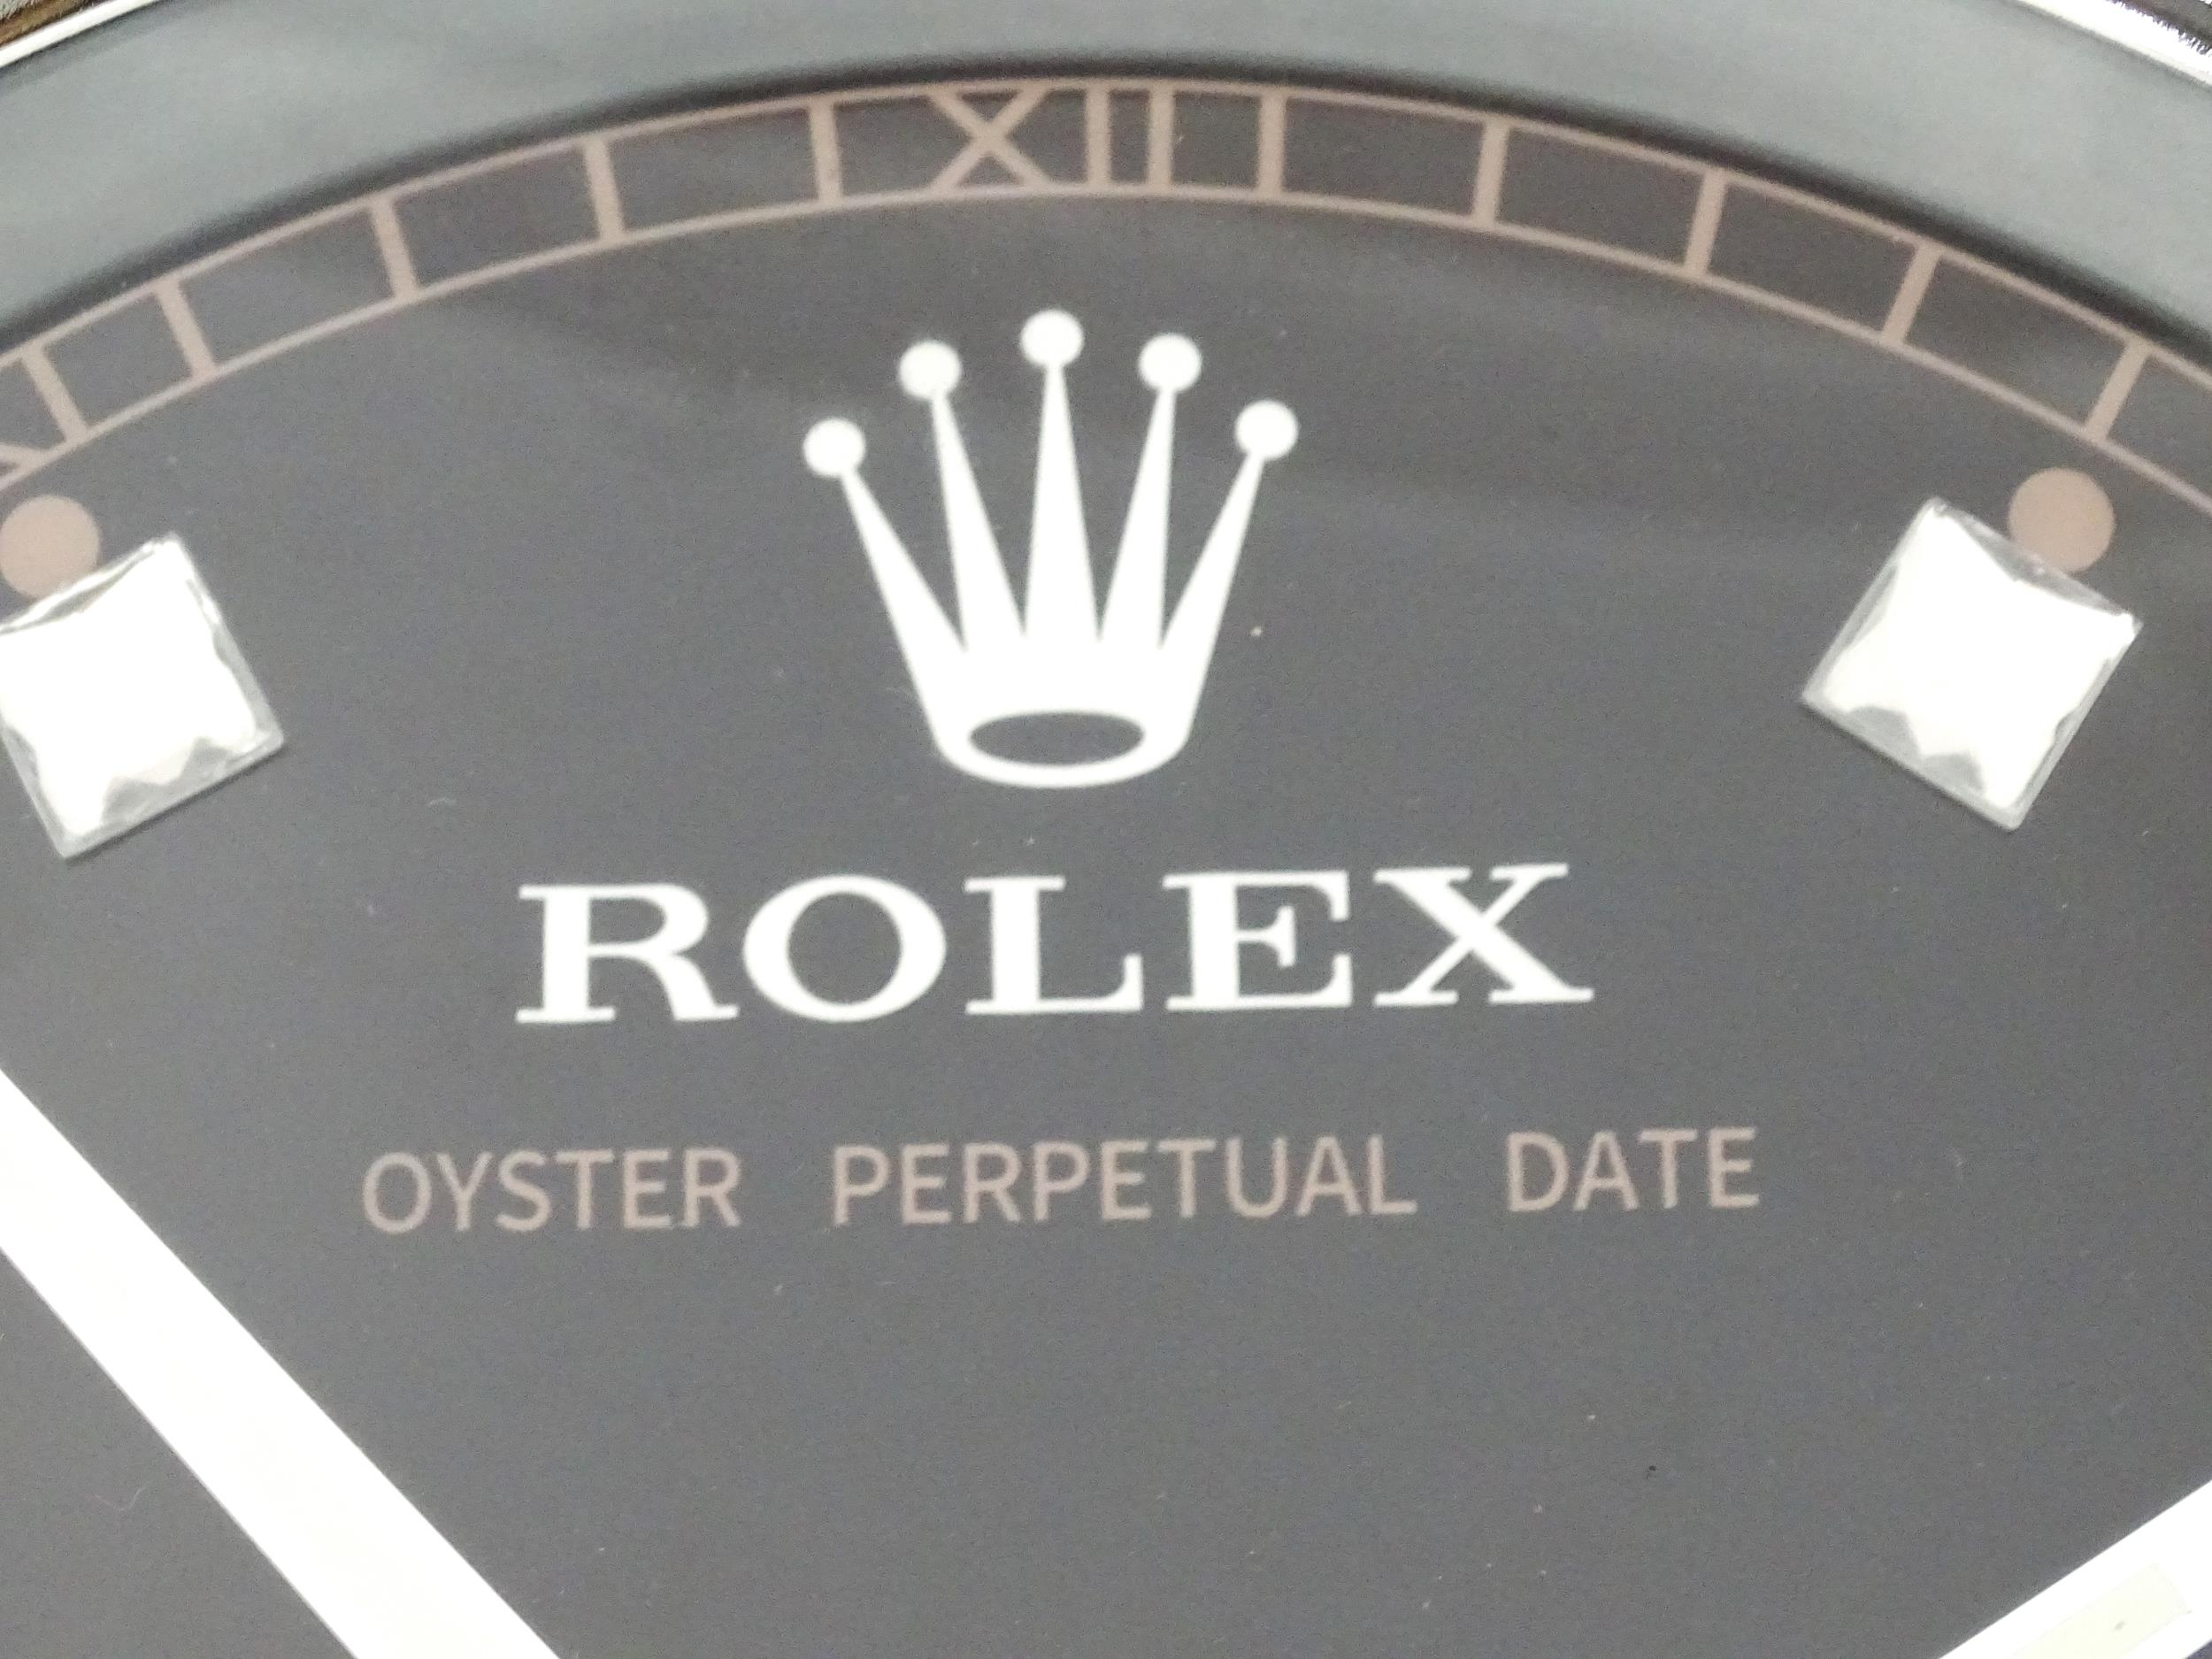 XII
ROLEX
OYSTER PERPETUAL DATE